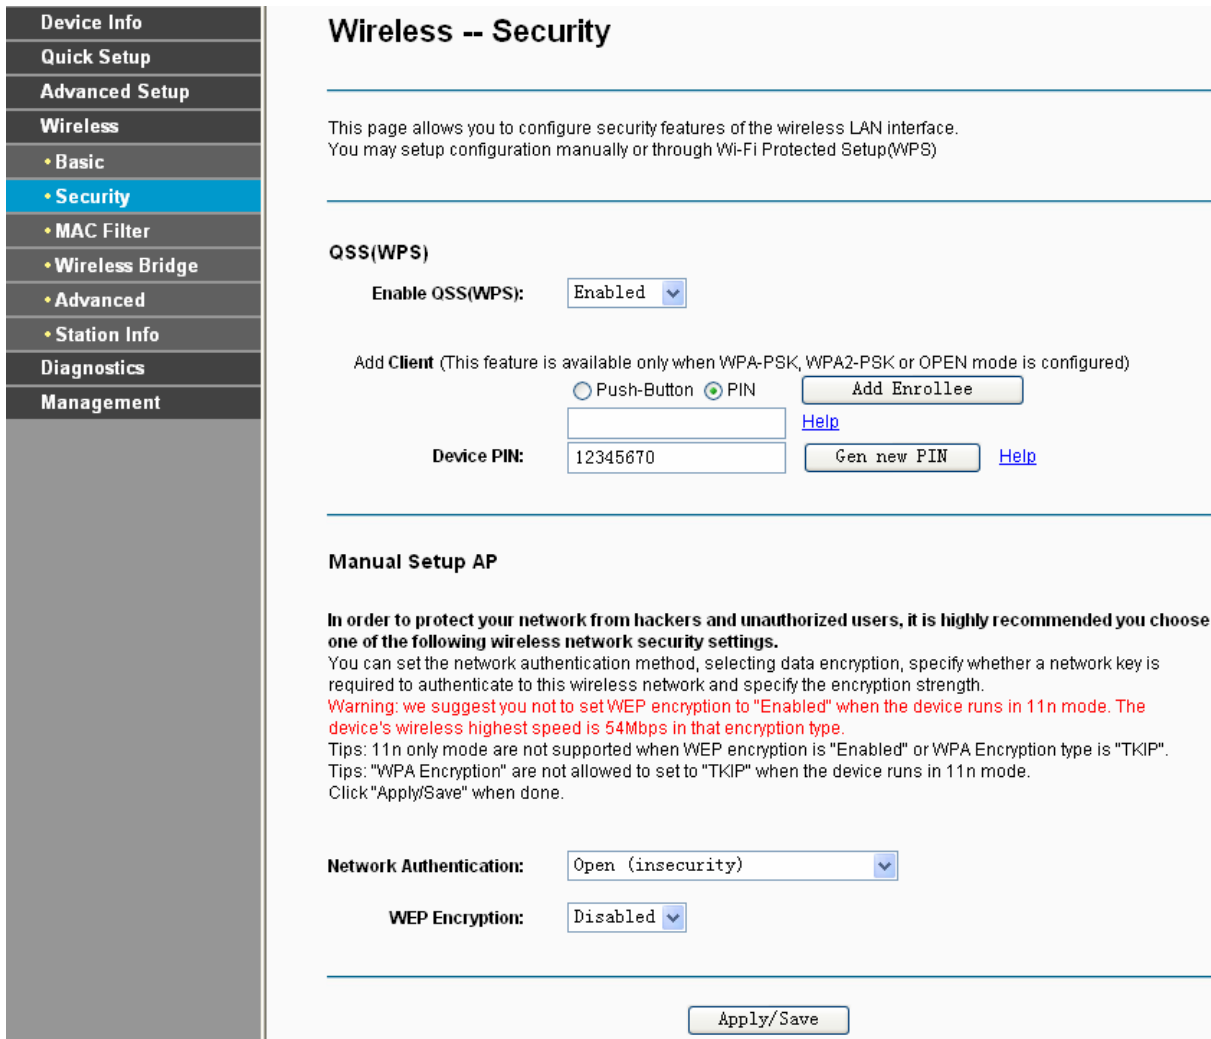 Device Info
Quick Setup
Advanced Setup
Wireless
Basic
Security
MAC Filter
Wireless Bridge
Advanced
Station Info
Diagnostics
Management
Wireless -- Security
This page allows you to configure security features of the wireless LAN interface.
You may setup configuration manually or through Wi-Fi Protected Setup(WPS)
QSS(WPS)
Enable QSS(WPS): Enabled
Add Client (This feature is available only when WPA-PSK, WPA2-PSK or OPEN mode is configured)
Push-Button PIN Add Enrollee
Help
Device PIN: 12345670 Gen new PIN Help
Manual Setup AP
In order to protect your network from hackers and unauthorized users, it is highly recommended you choose
one of the following wireless network security settings.
You can set the network authentication method, selecting data encryption, specify whether a network key is
required to authenticate to this wireless network and specify the encryption strength.
Warning: we suggest you not to set WEP encryption to "Enabled" when the device runs in 11n mode. The
device's wireless highest speed is 54Mbps in that encryption type.
Tips: 11n only mode are not supported when WEP encryption is "Enabled" or WPA Encryption type is "TKIP".
Tips: "WPA Encryption" are not allowed to set to "TKIP" when the device runs in 11n mode.
Click "Apply/Save" when done.
Network Authentication: Open (insecurity)
WEP Encryption: Disabled
Apply/Save